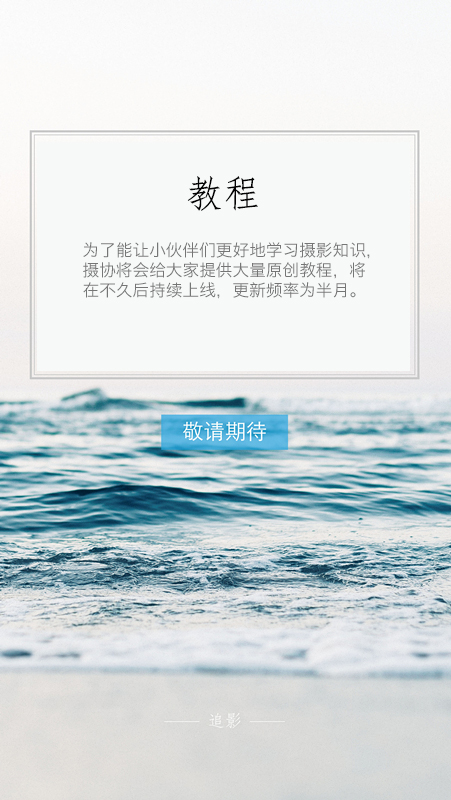 教程
为了能让小伙伴们更好地学习摄影知识,
摄协将会给大家提供大量原创教程，将
在不久后持续上线，更新频率为半月。
敬请期待
追影